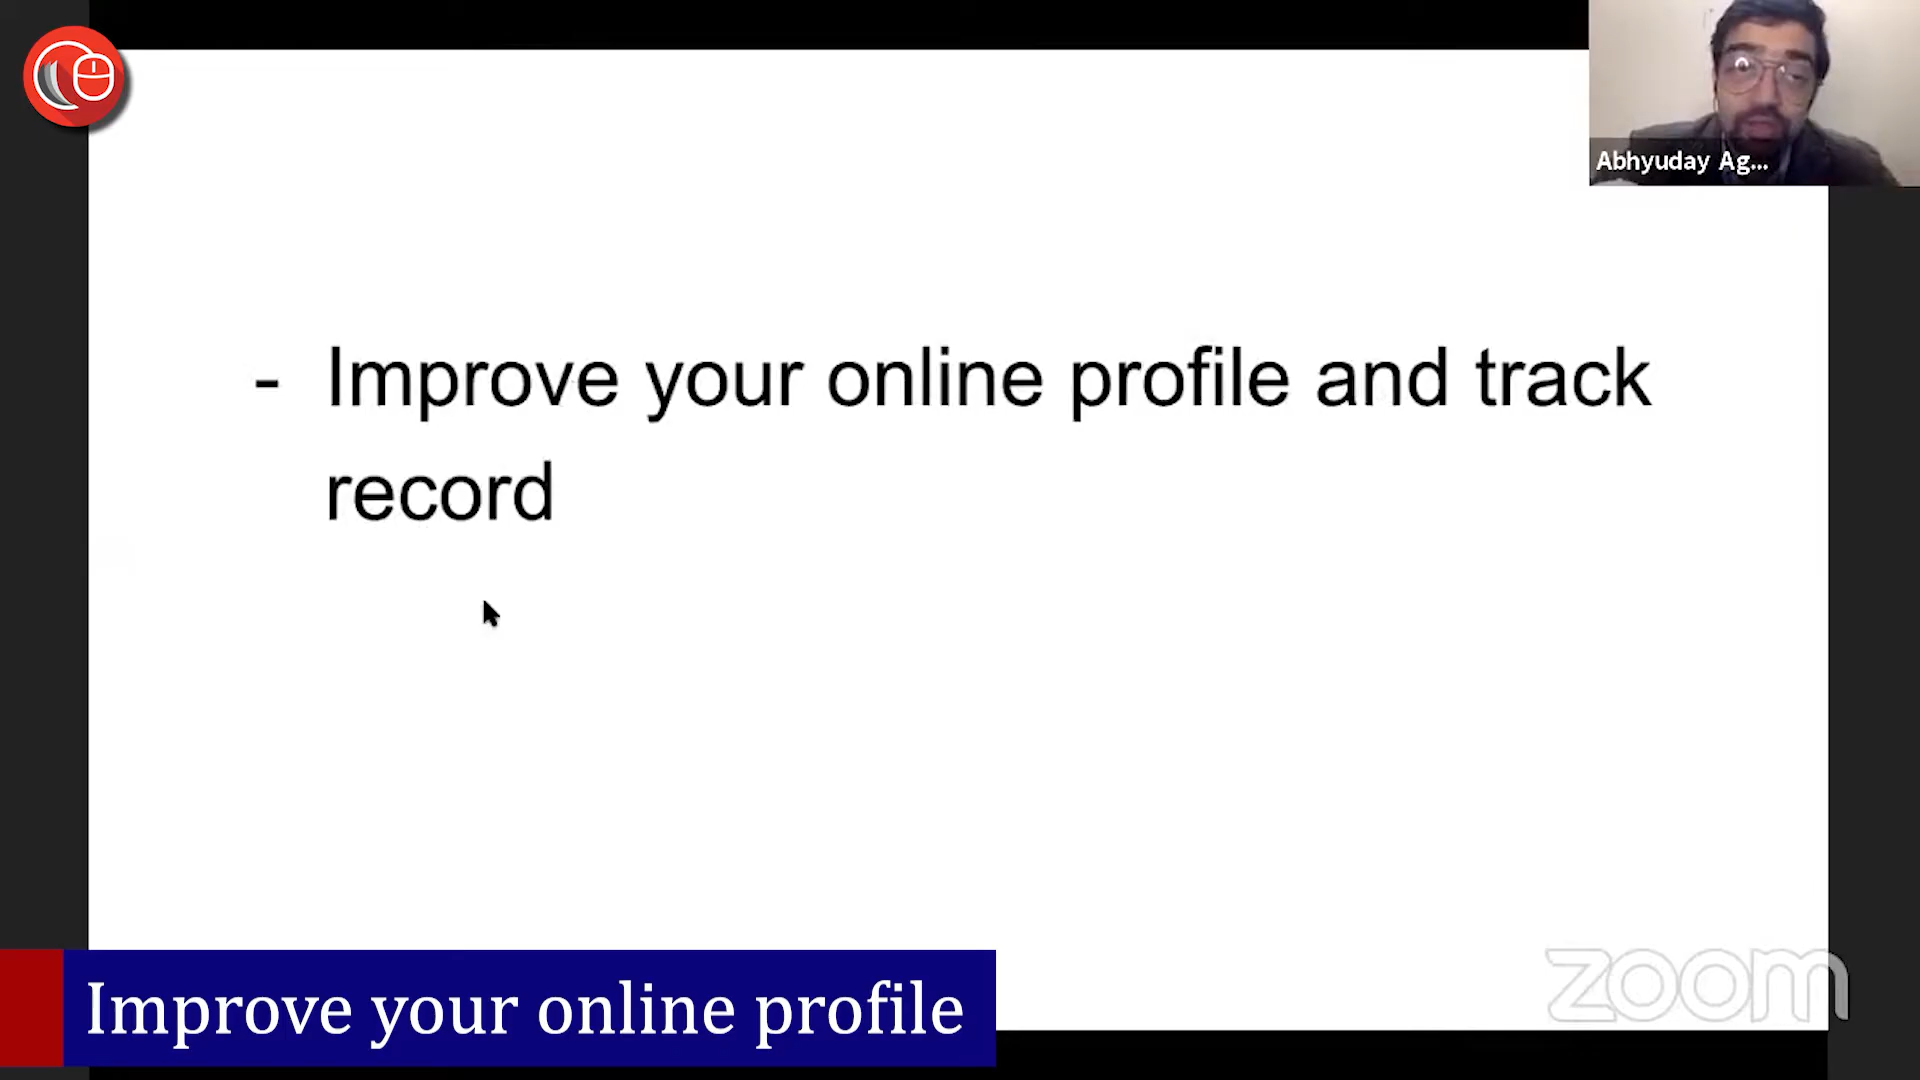 Abhyuday Ag...
- Improve your online profile and track
record
Improve your online profile
zoom